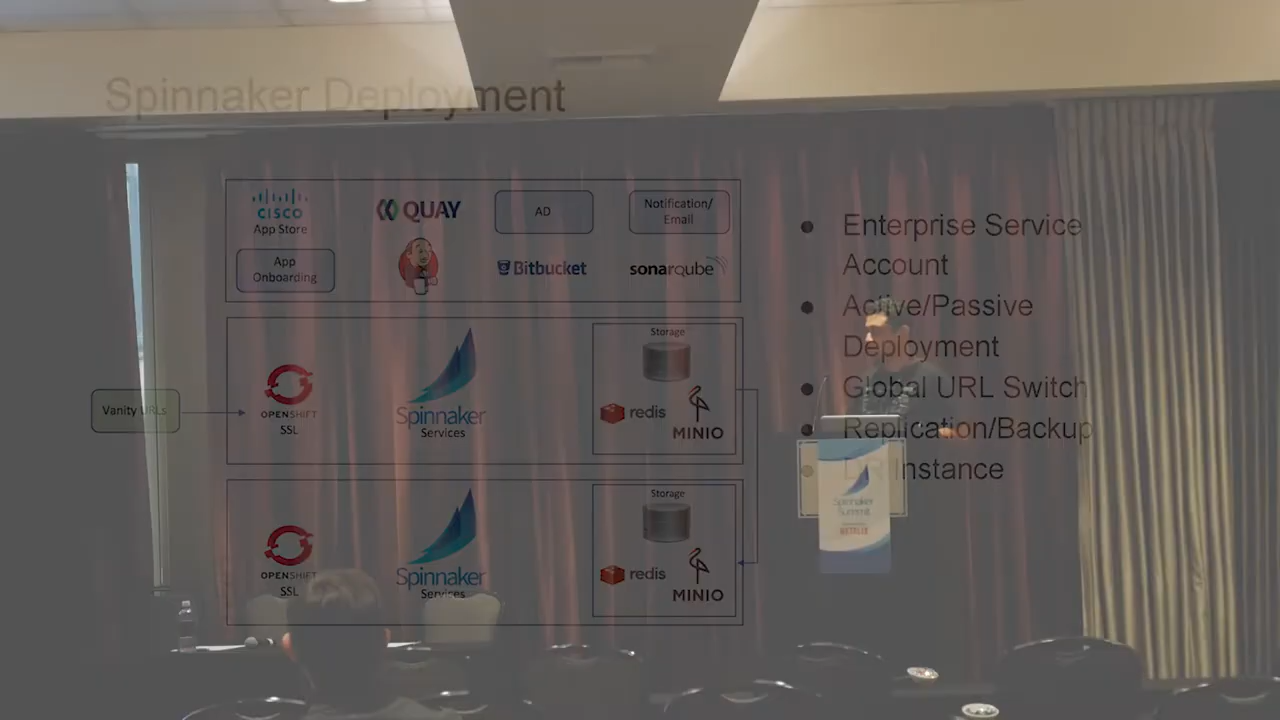 Spinnaker Deployment
CISCO
App Store
QUAY
AD
Notification/
Email
App
Onboarding
Bitbucket
sonarqube
Vanity URLs
OPENSHIFT
SSL
Spinnaker
Services
Storage
redis
MINIO
OPENSHIFT
SSL
Spinnaker
Services
Storage
redis
MINIO
● Enterprise Service
Account
● Active/Passive
Deployment
● Global URL Switch
● Replication/Backup
● DR Instance
Spinnaker
Summit
NETFLIX